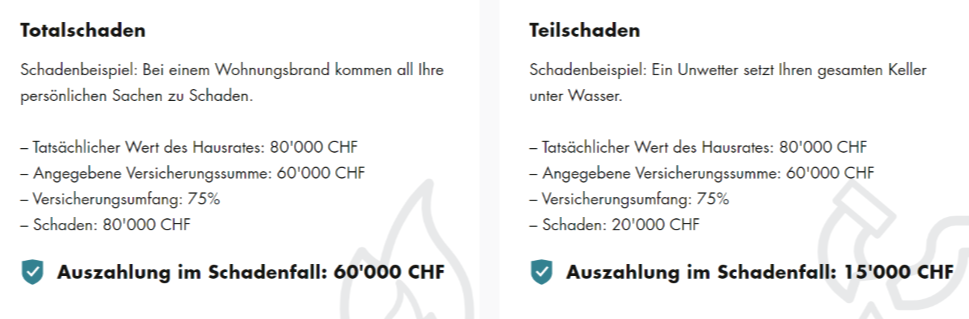 Totalschaden
Schadenbeispiel: Bei einem Wohnungsbrand kommen all Ihre
persönlichen Sachen zu Schaden.
– Tatsächlicher Wert des Hausrates: 80'000 CHF
– Angegebene Versicherungssumme: 60'000 CHF
– Versicherungsumfang: 75%
– Schaden: 80'000 CHF
Auszahlung im Schadenfall: 60'000 CHF
Teilschaden
Schadenbeispiel: Ein Unwetter setzt Ihren gesamten Keller
unter Wasser.
– Tatsächlicher Wert des Hausrates: 80'000 CHF
– Angegebene Versicherungssumme: 60'000 CHF
– Versicherungsumfang: 75%
– Schaden: 20'000 CHF
Auszahlung im Schadenfall: 15'000 CHF